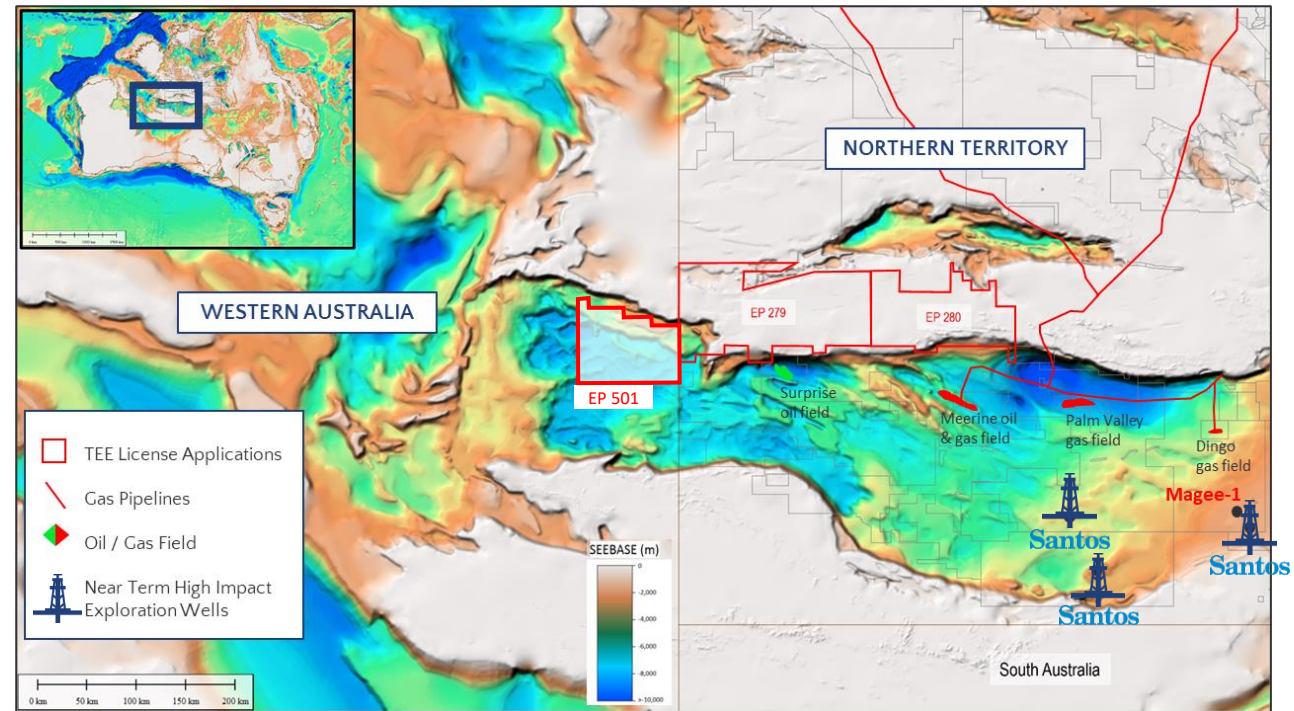 NORTHERN TERRITORY
WESTERN AUSTRALIA
EP 279
EP 280
EP 501
Surprise
oil field
Meerine oil
& gas field
Palm Valley
gas field
Dingo
gas field
Magee-1
Santos
Santos
Santos
TEE License Applications
Gas Pipelines
Oil / Gas Field
Near Term High Impact
Exploration Wells
SEEBASE (m)
0
-2,000
-4,000
-6,000
-8,000
>-10,000
South Australia
0 km 50 km 100 km 150 km 200 km